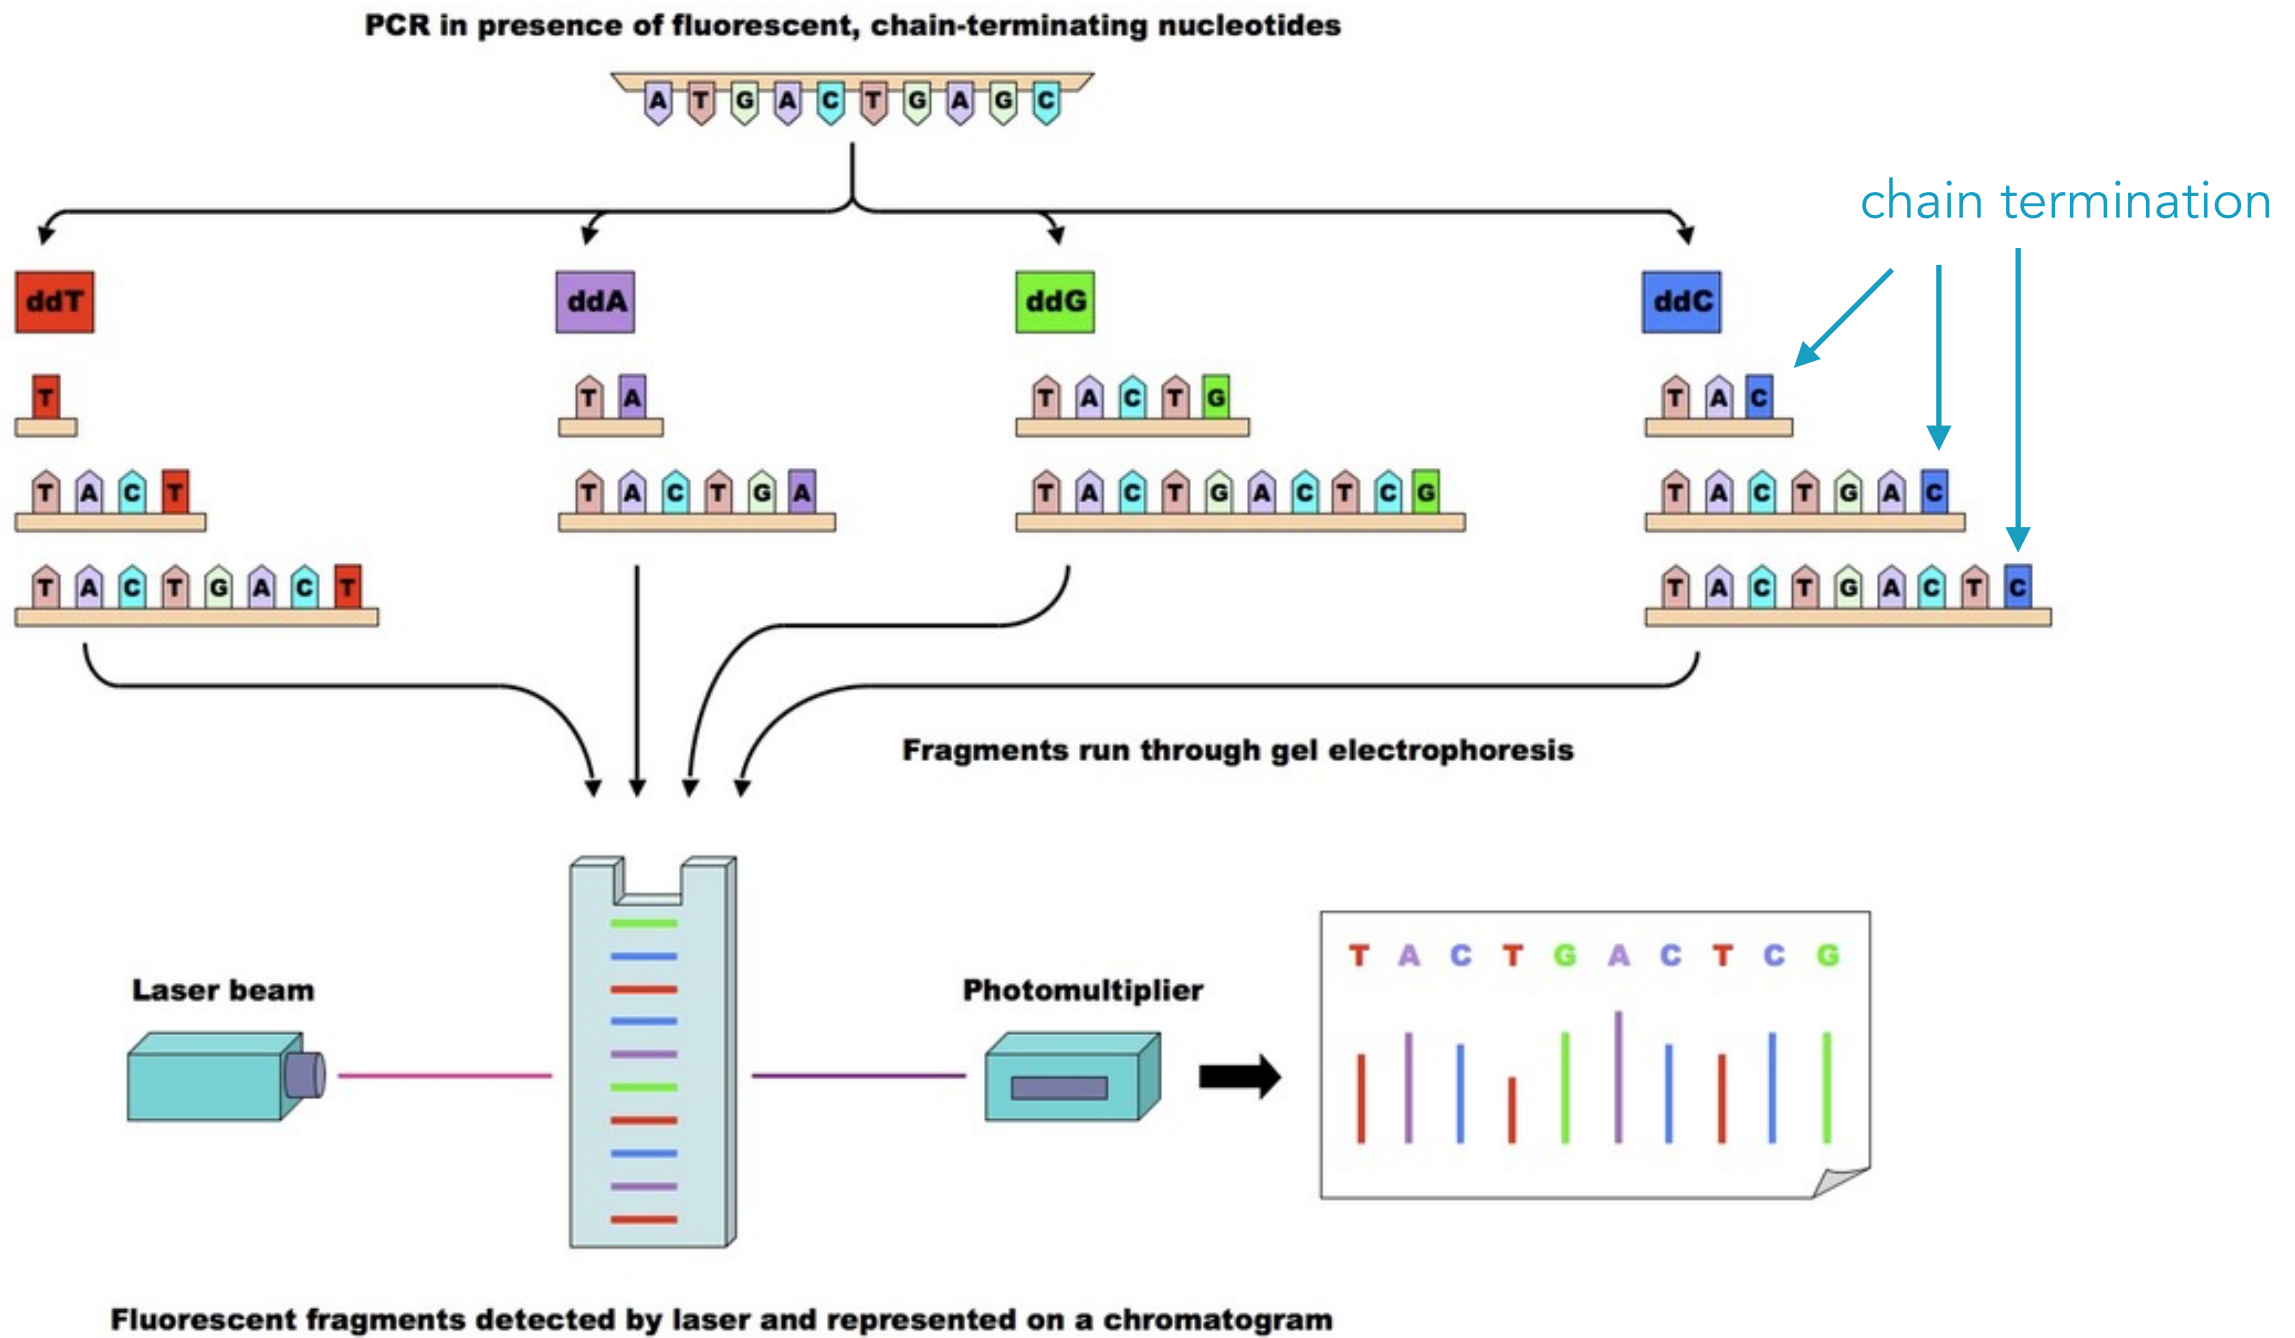 PCR in presence of fluorescent, chain-terminating nucleotides
A T G A C T G A G C
chain termination
ddT ddA ddG ddC
T T A T A C T G T A C
T A C T T A C T G A T A C T G A C T C G T A C T G A C
T A C T G A C T T A C T G A C T C
Fragments run through gel electrophoresis
T A C T G A C T C G
Laser beam Photomultiplier
Fluorescent fragments detected by laser and represented on a chromatogram